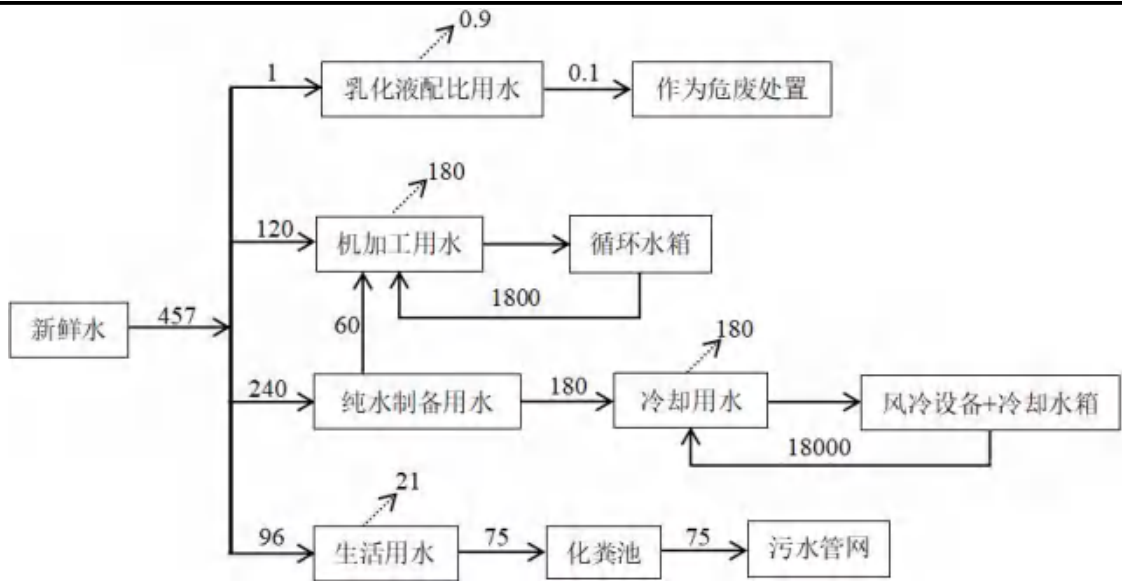 0.9
1
乳化液配比用水
0.1
作为危废处置
180
120
机加工用水
循环水箱
1800
新鲜水
457
60
180
240
纯水制备用水
180
冷却用水
风冷设备+冷却水箱
18000
21
96
生活用水
75
化粪池
75
污水管网